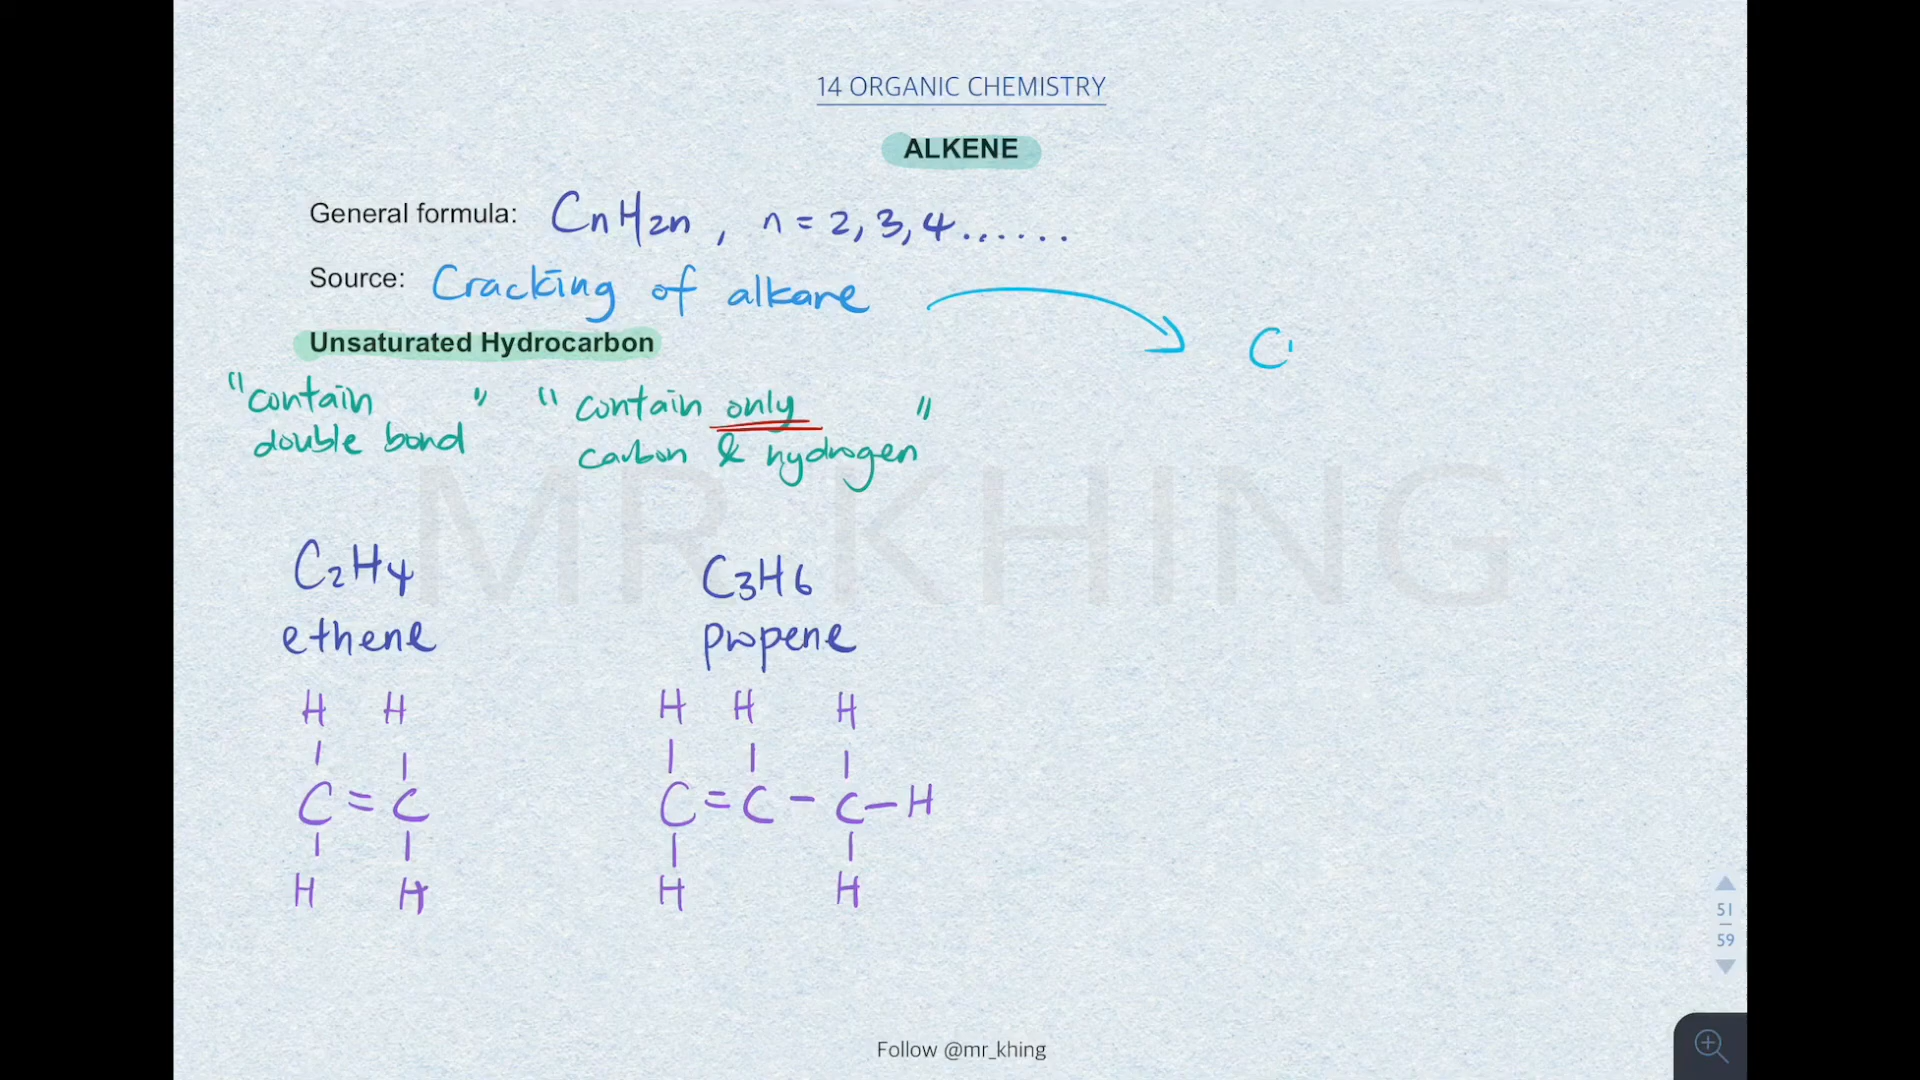 14 ORGANIC CHEMISTRY
ALKENE
General formula: CnH2n , n = 2, 3, 4......
Source: Cracking of alkane
C
Unsaturated Hydrocarbon
"contain double bond" "contain only carbon & hydrogen"
MR KHING
C2H4 C3H6
ethene propene
H H H H H
C=C C=C-C-H
H H H H
51
59
Follow @mr_khing